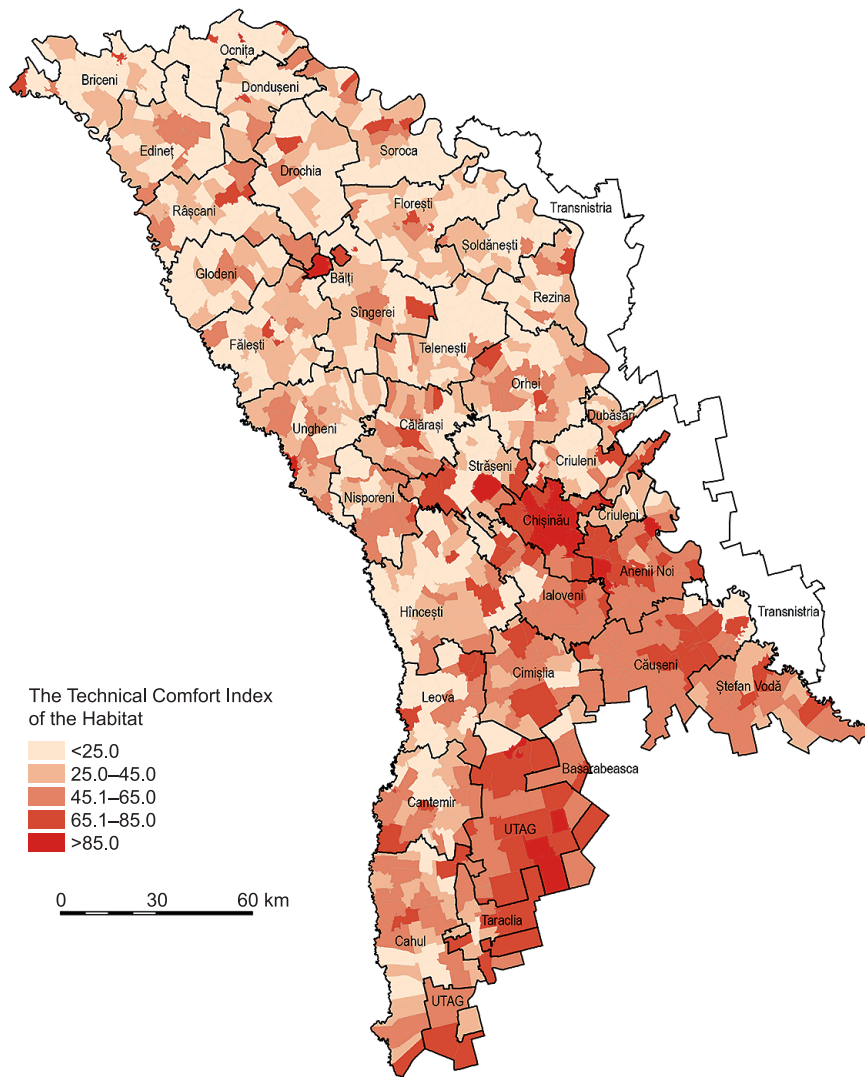 Ocnița
Briceni
Dondușeni
Edineț
Soroca
Drochia
Râșcani
Florești
Transnistria
Șoldănești
Glodeni
Bălți
Rezina
Sîngerei
Fălești
Telenești
Orhei
Dubăsari
Ungheni
Călărași
Criuleni
Strășeni
Nisporeni
Chișinău
Criuleni
Anenii Noi
Ialoveni
Hîncești
Transnistria
Căușeni
Cimișlia
Ștefan Vodă
Leova
The Technical Comfort Index
of the Habitat
<25.0
25.0–45.0
45.1–65.0
65.1–85.0
>85.0
Basarabeasca
Cantemir
UTAG
0 30 60 km
Taraclia
Cahul
UTAG